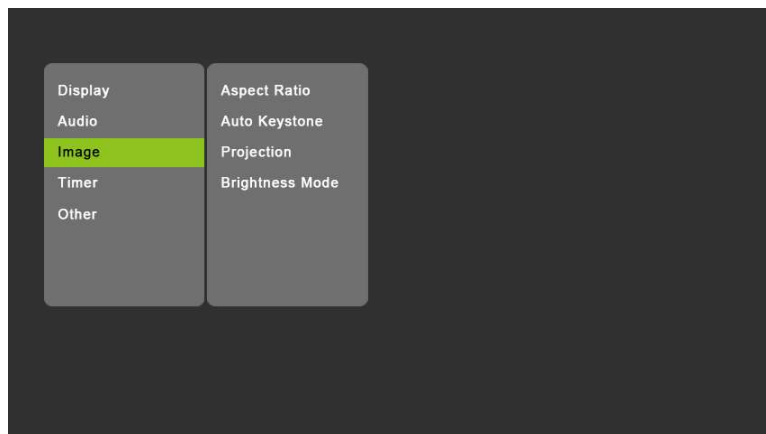 Display
Audio
Image
Timer
Other
Aspect Ratio
Auto Keystone
Projection
Brightness Mode